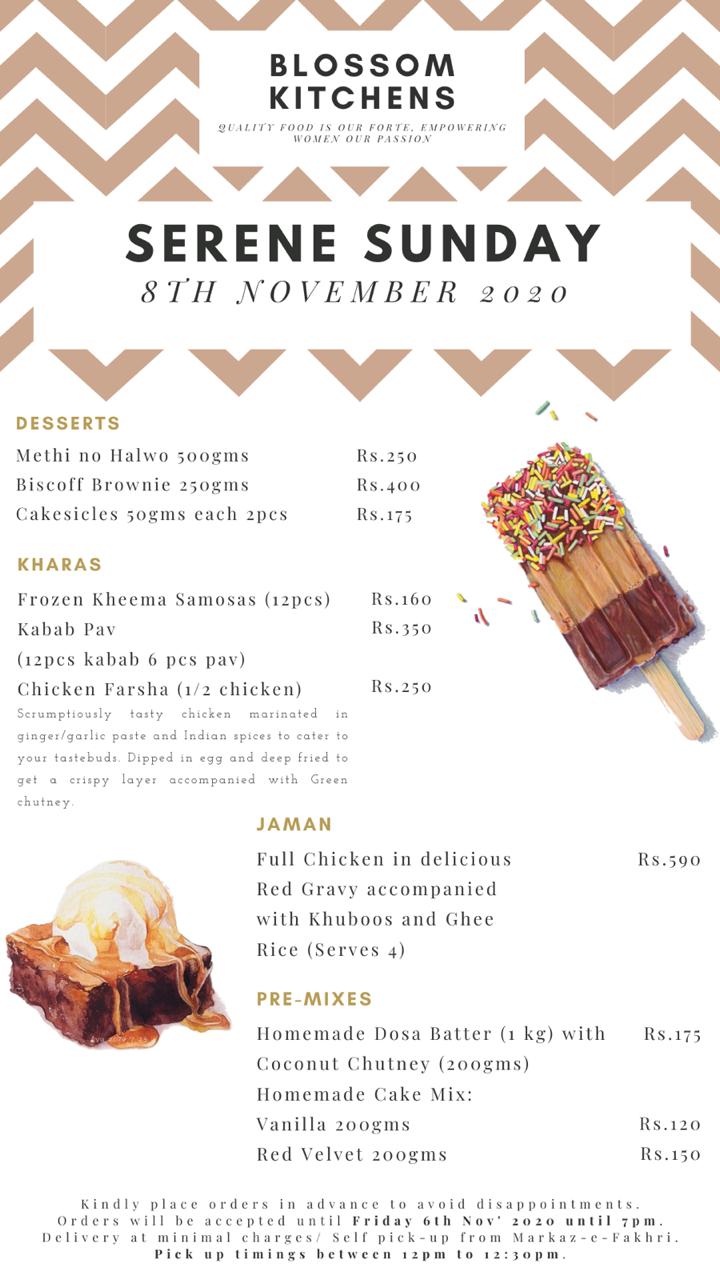 BLOSSOM
KITCHENS
QUALITY FOOD IS OUR FORTE, EMPOWERING
WOMEN OUR PASSION
SERENE SUNDAY
8TH NOVEMBER 2020
DESSERTS
Methi no Halwo 500gms Rs.250
Biscoff Brownie 250gms Rs.400
Cakesicles 50gms each 2pcs Rs.175
KHARAS
Frozen Kheema Samosas (12pcs) Rs.160
Kabab Pav Rs.350
(12pcs kabab 6 pcs pav)
Chicken Farsha (1/2 chicken) Rs.250
Scrumptiously tasty chicken marinated in
ginger/garlic paste and Indian spices to cater to
your tastebuds. Dipped in egg and deep fried to
get a crispy layer accompanied with Green
chutney.
JAMAN
Full Chicken in delicious Rs.590
Red Gravy accompanied
with Khuboos and Ghee
Rice (Serves 4)
PRE-MIXES
Homemade Dosa Batter (1 kg) with Rs.175
Coconut Chutney (200gms)
Homemade Cake Mix:
Vanilla 200gms Rs.120
Red Velvet 200gms Rs.150
Kindly place orders in advance to avoid disappointments.
Orders will be accepted until Friday 6th Nov' 2020 until 7pm.
Delivery at minimal charges/ Self pick-up from Markaz-e-Fakhri.
Pick up timings between 12pm to 12:30pm.